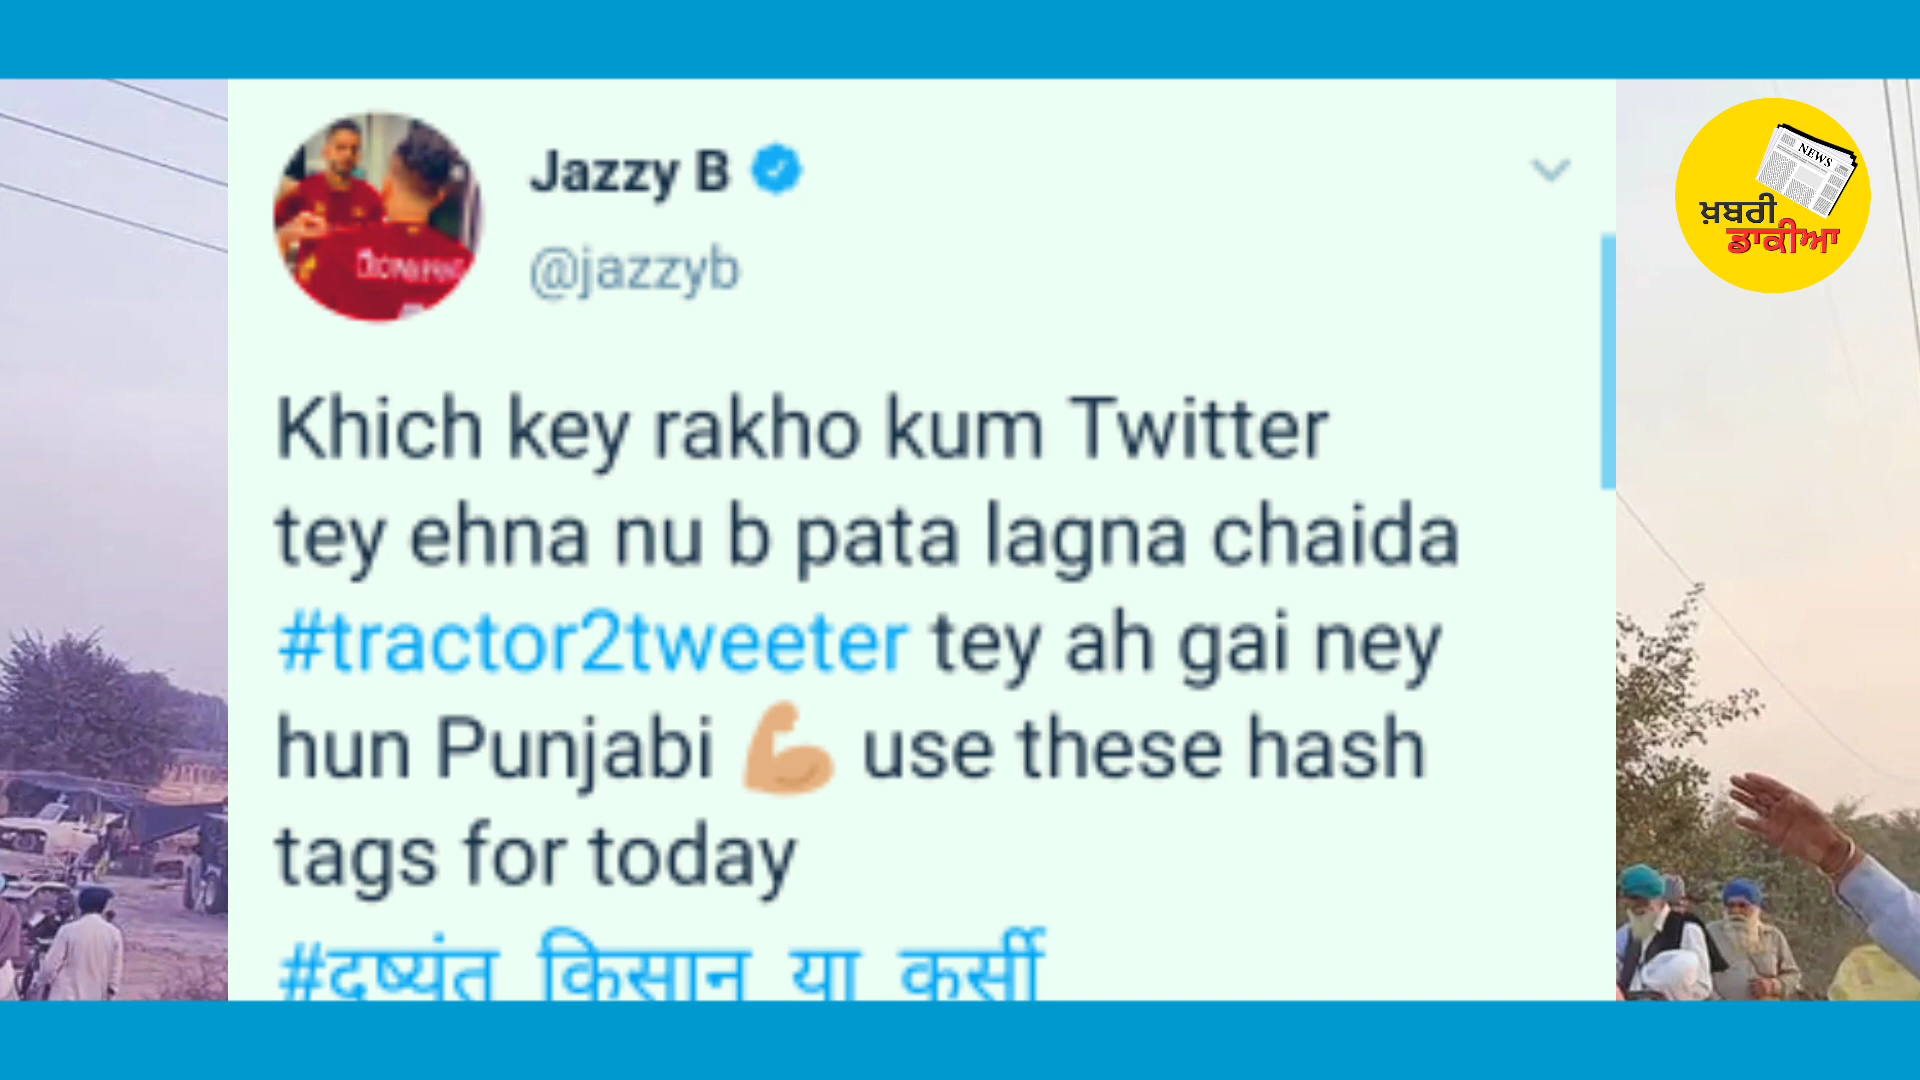 Jazzy B
@jazzyb
Khich key rakho kum Twitter
tey ehna nu b pata lagna chaida
#tractor2tweeter tey ah gai ney
hun Punjabi 💪🏼 use these hash
tags for today
#दुष्यंत_किसान_या_कुर्सी
NEWS
ਖ਼ਬਰੀ
ਡਾਕੀਆ